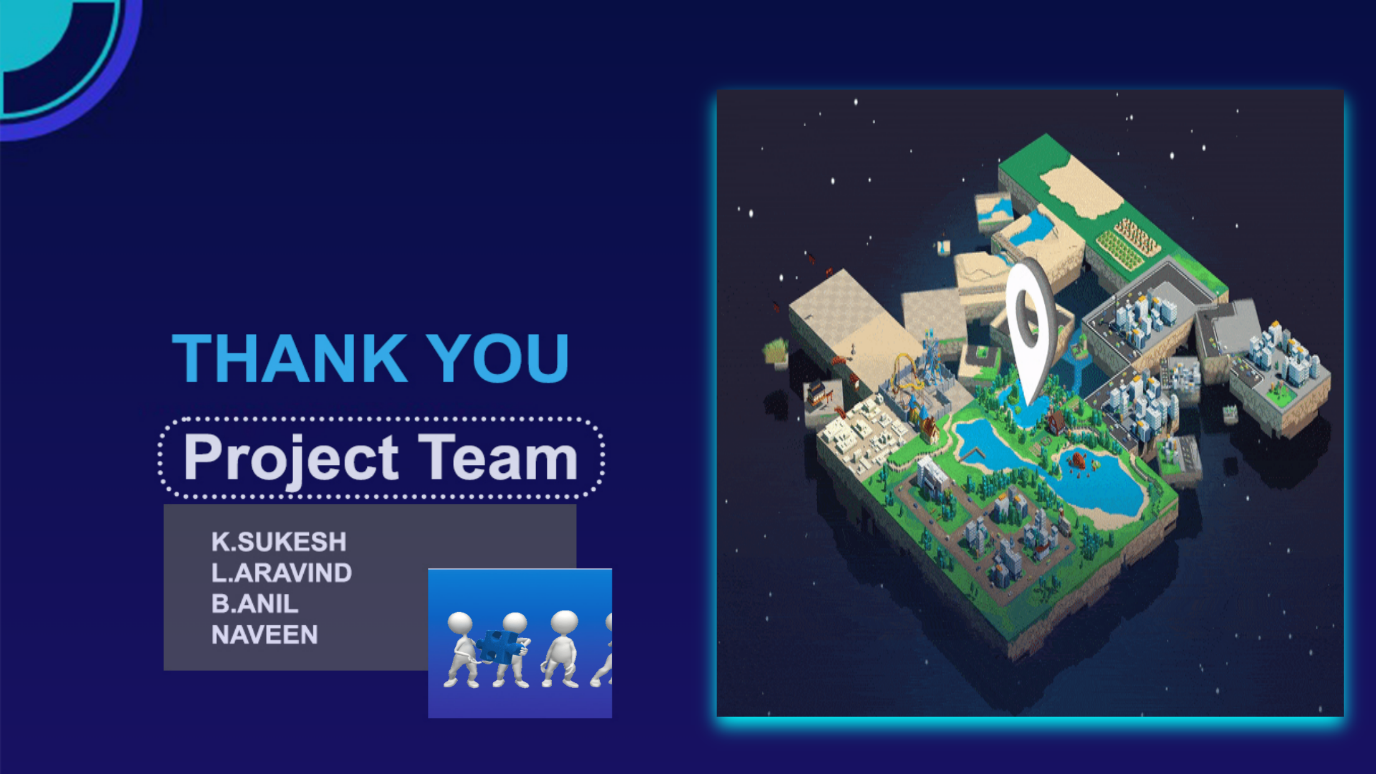 THANK YOU
Project Team
K.SUKESH
L.ARAVIND
B.ANIL
NAVEEN